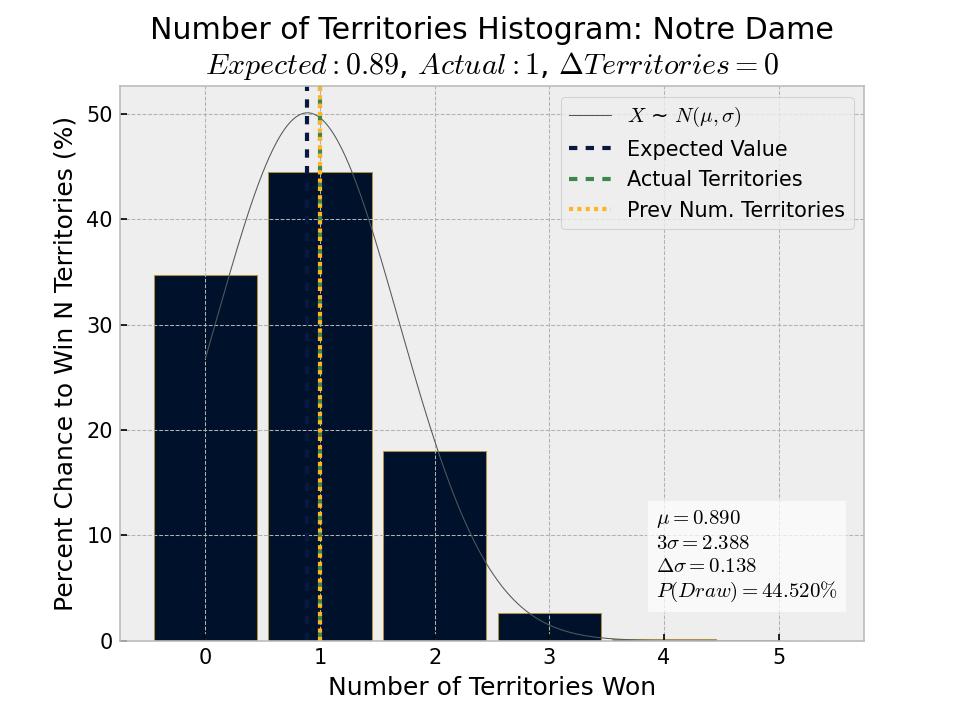 Number of Territories Histogram: Notre Dame
Expected : 0.89, Actual : 1, ΔTerritories = 0
Percent Chance to Win N Territories (%)
50
40
30
20
10
0
X ~ N(μ, σ)
Expected Value
Actual Territories
Prev Num. Territories
μ = 0.890
3σ = 2.388
Δσ = 0.138
P(Draw) = 44.520%
0 1 2 3 4 5
Number of Territories Won